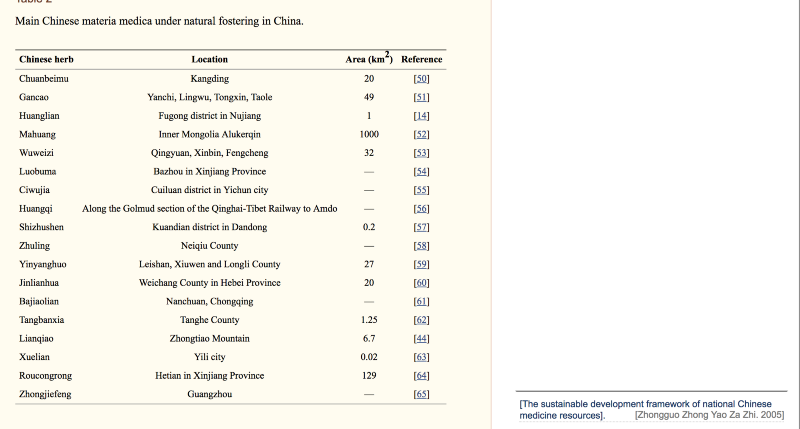 Table 2
Main Chinese materia medica under natural fostering in China.
Chinese herb Location Area (km2) Reference
Chuanbeimu Kangding 20 [50]
Gancao Yanchi, Lingwu, Tongxin, Taole 49 [51]
Huanglian Fugong district in Nujiang 1 [14]
Mahuang Inner Mongolia Alukerqin 1000 [52]
Wuweizi Qingyuan, Xinbin, Fengcheng 32 [53]
Luobuma Bazhou in Xinjiang Province — [54]
Ciwujia Cuiluan district in Yichun city — [55]
Huangqi Along the Golmud section of the Qinghai-Tibet Railway to Amdo — [56]
Shizhushen Kuandian district in Dandong 0.2 [57]
Zhuling Neiqiu County — [58]
Yinyanghuo Leishan, Xiuwen and Longli County 27 [59]
Jinlianhua Weichang County in Hebei Province 20 [60]
Bajiaolian Nanchuan, Chongqing — [61]
Tangbanxia Tanghe County 1.25 [62]
Lianqiao Zhongtiao Mountain 6.7 [44]
Xuelian Yili city 0.02 [63]
Roucongrong Hetian in Xinjiang Province 129 [64]
Zhongjiefeng Guangzhou — [65]
[The sustainable development framework of national Chinese
medicine resources]. [Zhongguo Zhong Yao Za Zhi. 2005]